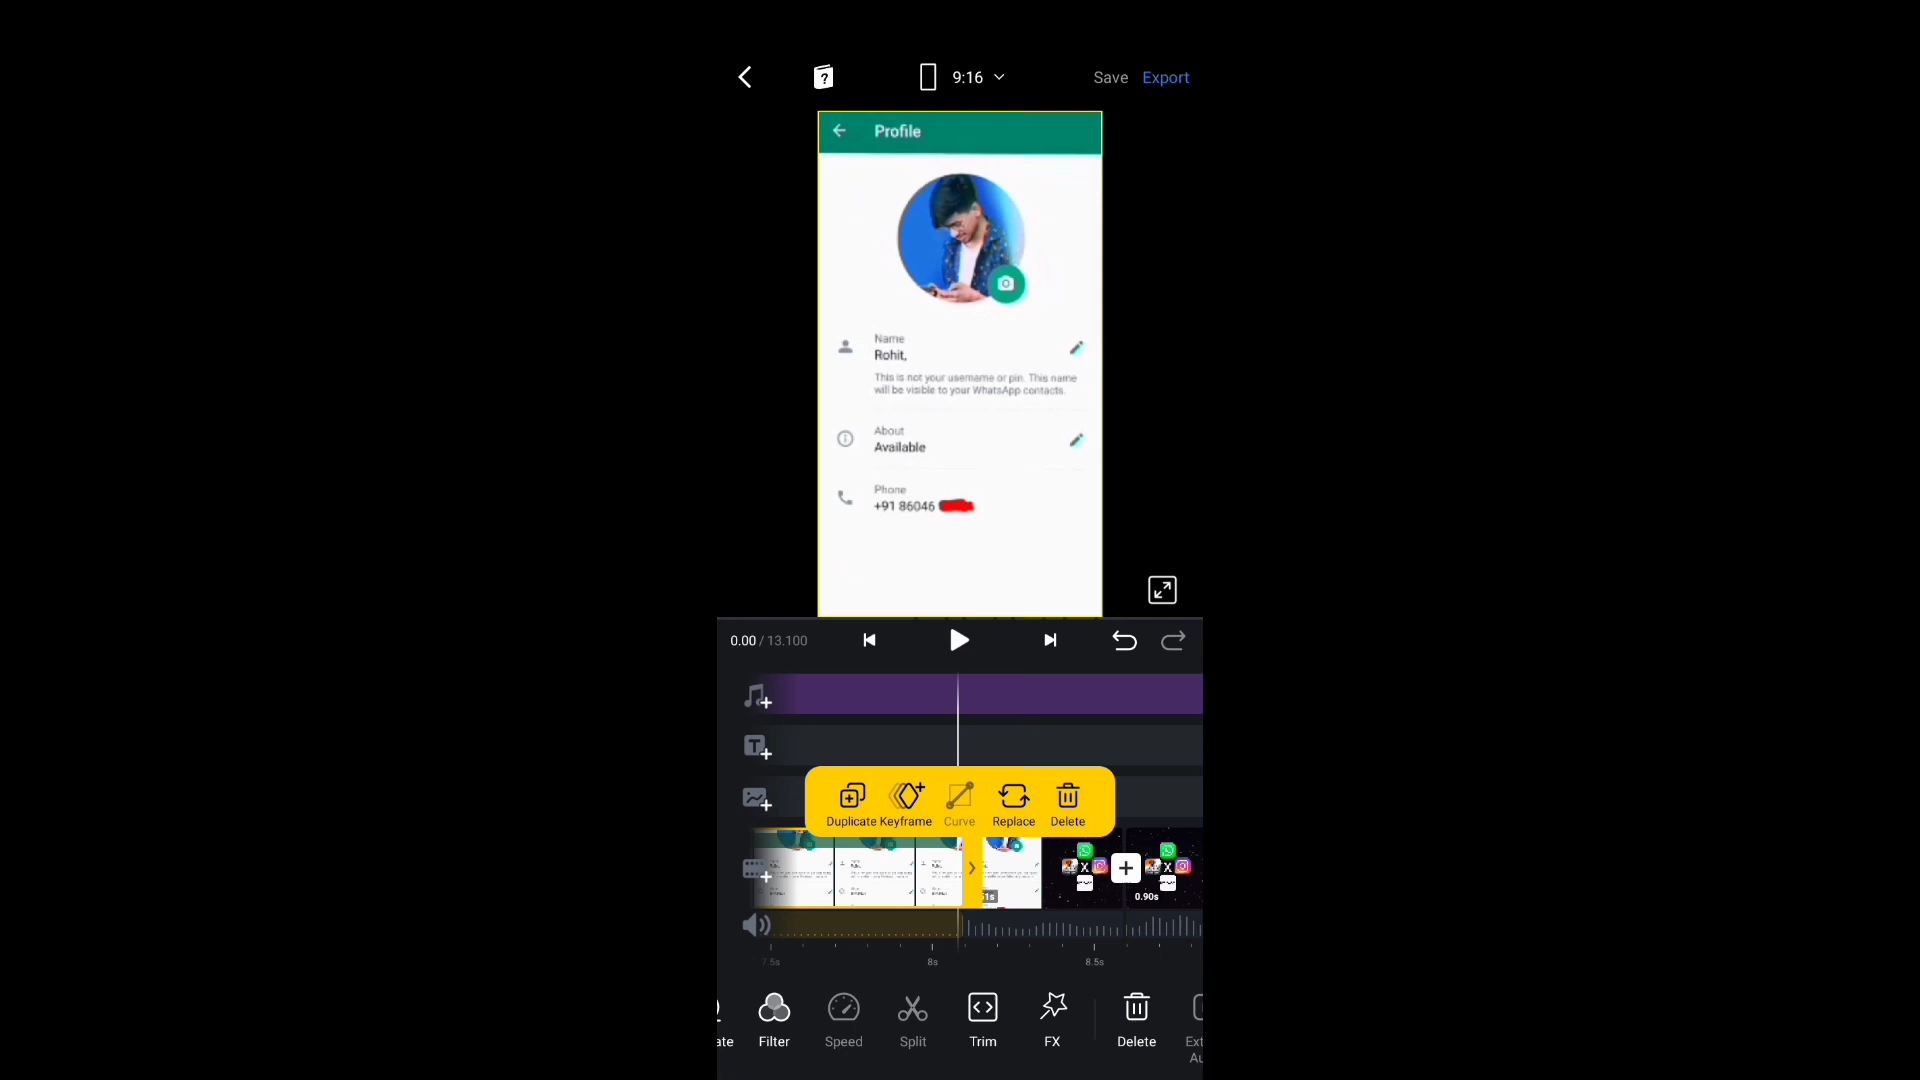 9:16
Save
Export
Profile
Name
Rohit,
This is not your username or pin. This name
will be visible to your WhatsApp contacts.
About
Available
Phone
+91 86046
0.00 / 13.100
Duplicate
Keyframe
Curve
Replace
Delete
0.90s
7.5s
8s
8.5s
Filter
Speed
Split
Trim
FX
Delete